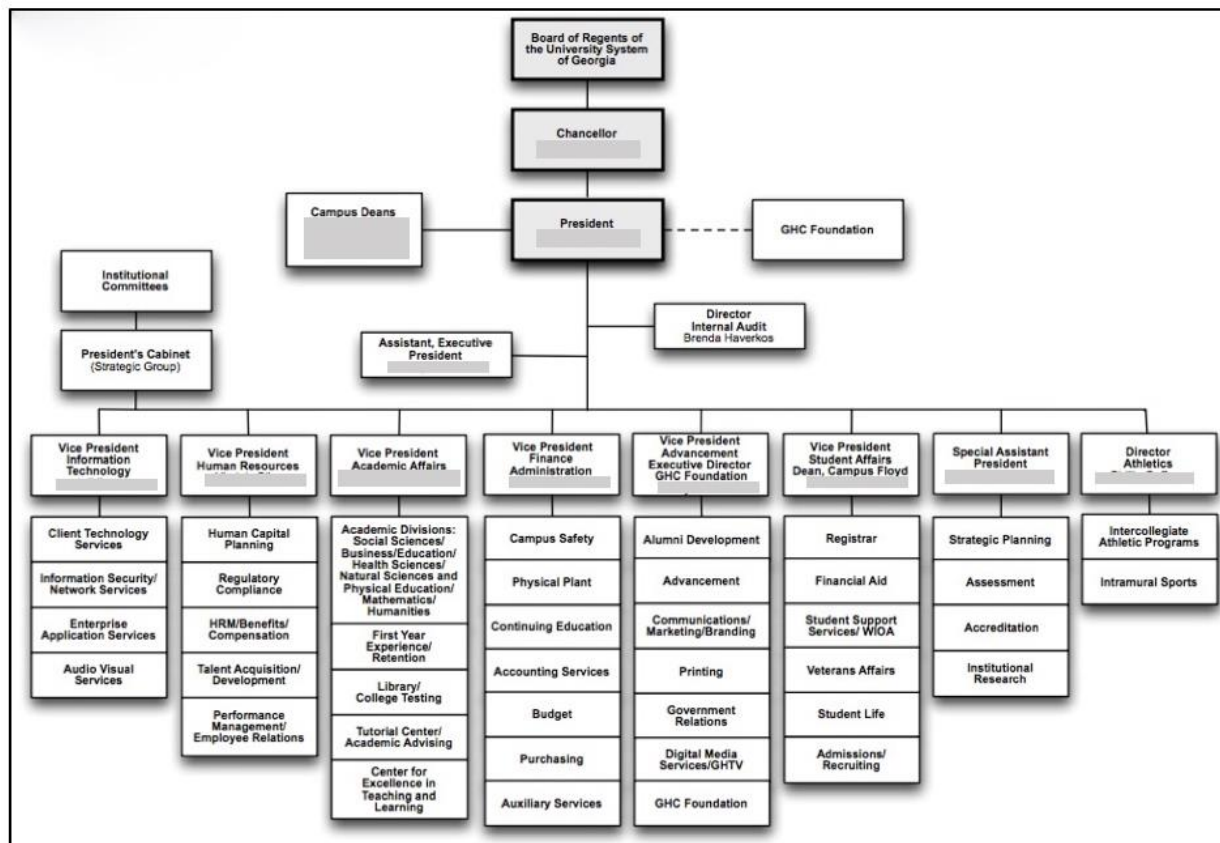 Board of Regents of
the University System
of Georgia
Chancellor
Campus Deans
President
GHC Foundation
Institutional
Committees
Director
Internal Audit
Brenda Haverkos
President's Cabinet
(Strategic Group)
Assistant, Executive
President
Vice President
Information
Technology
Vice President
Human Resources
Vice President
Academic Affairs
Vice President
Finance
Administration
Vice President
Advancement
Executive Director
GHC Foundation
Vice President
Student Affairs
Dean, Campus Floyd
Special Assistant
President
Director
Athletics
Client Technology
Services
Information Security/
Network Services
Enterprise
Application Services
Audio Visual
Services
Human Capital
Planning
Regulatory
Compliance
HRM/Benefits/
Compensation
Talent Acquisition/
Development
Performance
Management/
Employee Relations
Academic Divisions:
Social Sciences/
Business/Education/
Health Sciences/
Natural Sciences and
Physical Education/
Mathematics/
Humanities
First Year
Experience/
Retention
Library/
College Testing
Tutorial Center/
Academic Advising
Center for
Excellence in
Teaching and
Learning
Campus Safety
Physical Plant
Continuing Education
Accounting Services
Budget
Purchasing
Auxiliary Services
Alumni Development
Advancement
Communications/
Marketing/Branding
Printing
Government
Relations
Digital Media
Services/GHTV
GHC Foundation
Registrar
Financial Aid
Student Support
Services/ WIOA
Veterans Affairs
Student Life
Admissions/
Recruiting
Strategic Planning
Assessment
Accreditation
Institutional
Research
Intercollegiate
Athletic Programs
Intramural Sports